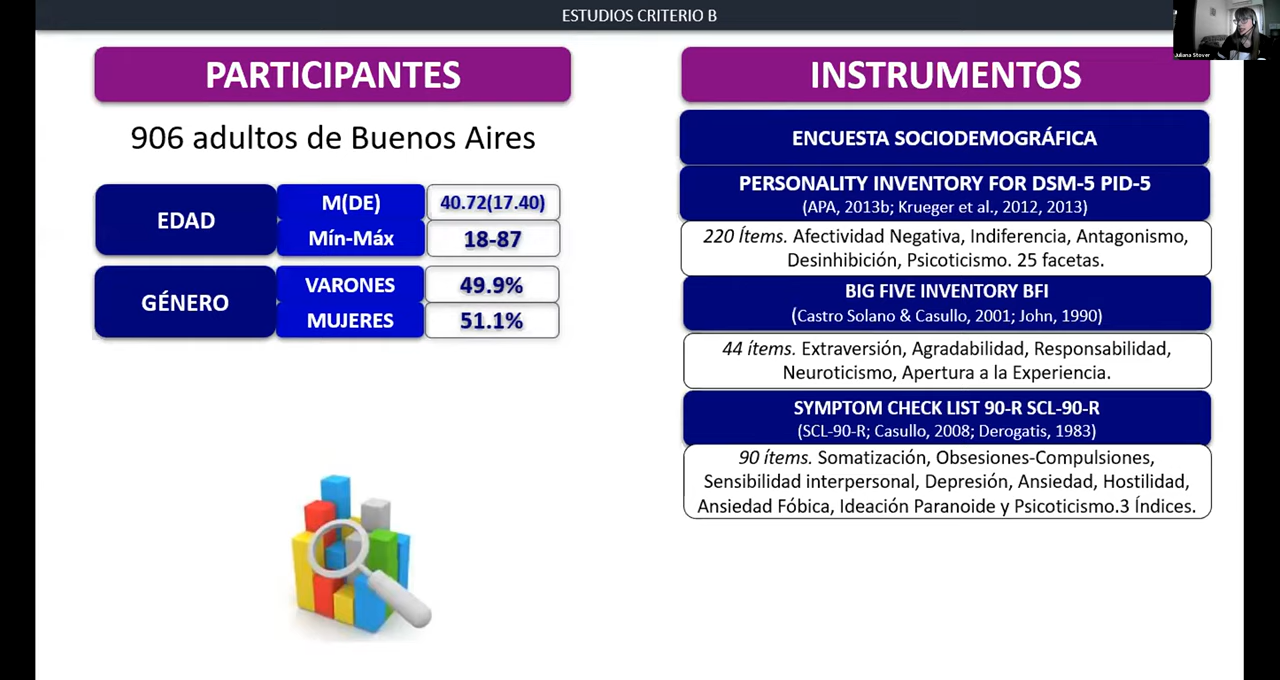 ESTUDIOS CRITERIO B
Juliana Stover
PARTICIPANTES
906 adultos de Buenos Aires
EDAD
M(DE)
40.72(17.40)
Mín-Máx
18-87
GÉNERO
VARONES
49.9%
MUJERES
51.1%
INSTRUMENTOS
ENCUESTA SOCIODEMOGRÁFICA
PERSONALITY INVENTORY FOR DSM-5 PID-5
(APA, 2013b; Krueger et al., 2012, 2013)
220 Ítems. Afectividad Negativa, Indiferencia, Antagonismo,
Desinhibición, Psicoticismo. 25 facetas.
BIG FIVE INVENTORY BFI
(Castro Solano & Casullo, 2001; John, 1990)
44 ítems. Extraversión, Agradabilidad, Responsabilidad,
Neuroticismo, Apertura a la Experiencia.
SYMPTOM CHECK LIST 90-R SCL-90-R
(SCL-90-R; Casullo, 2008; Derogatis, 1983)
90 ítems. Somatización, Obsesiones-Compulsiones,
Sensibilidad interpersonal, Depresión, Ansiedad, Hostilidad,
Ansiedad Fóbica, Ideación Paranoide y Psicoticismo.3 Índices.